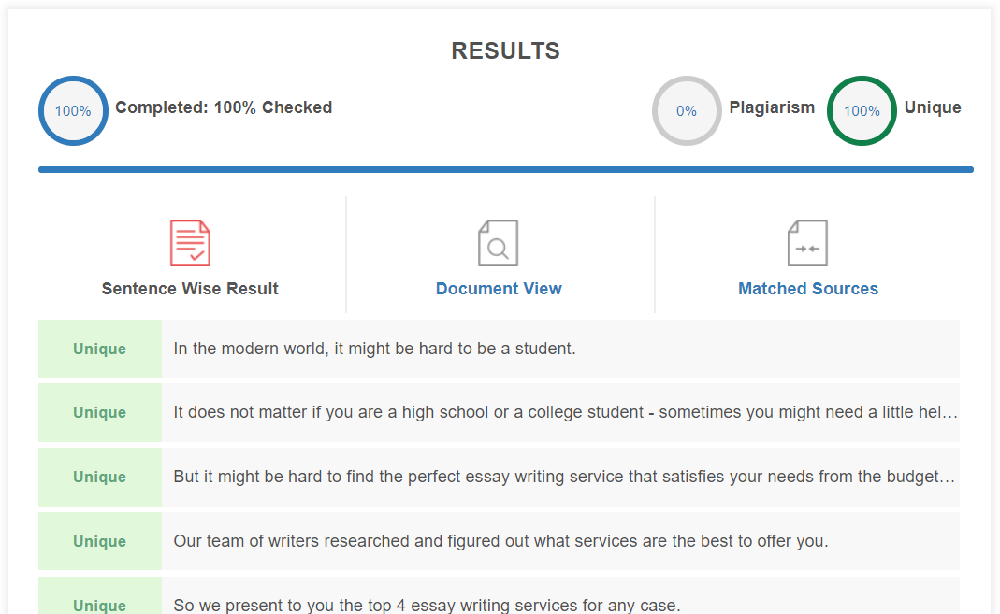 RESULTS
100% Completed: 100% Checked
0% Plagiarism 100% Unique
Sentence Wise Result
Document View
Matched Sources
Unique In the modern world, it might be hard to be a student.
Unique It does not matter if you are a high school or a college student - sometimes you might need a little hel...
Unique But it might be hard to find the perfect essay writing service that satisfies your needs from the budget...
Unique Our team of writers researched and figured out what services are the best to offer you.
Unique So we present to you the top 4 essay writing services for any case.